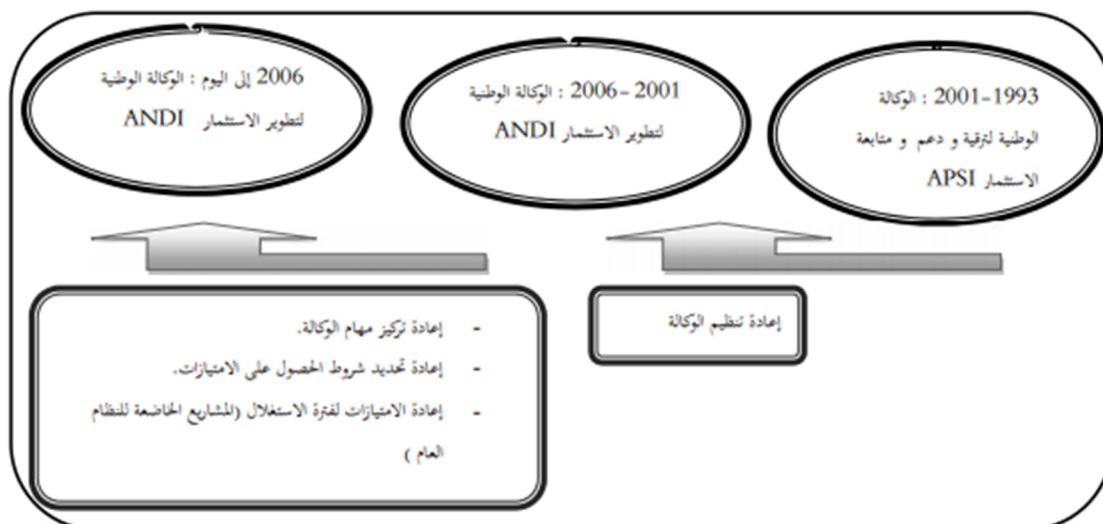 1993-2001 : الوكالة
الوطنية لترقية و دعم و متابعة
الاستثمار APSI
2001-2006 : الوكالة الوطنية
لتطوير الاستثمار ANDI
2006 إلى اليوم : الوكالة الوطنية
لتطوير الاستثمار ANDI
إعادة تنظيم الوكالة
- إعادة تركيز مهام الوكالة.
- إعادة تحديد شروط الحصول على الامتيازات.
- إعادة الامتيازات لفترة الاستغلال (المشاريع الخاضعة للنظام
العام )